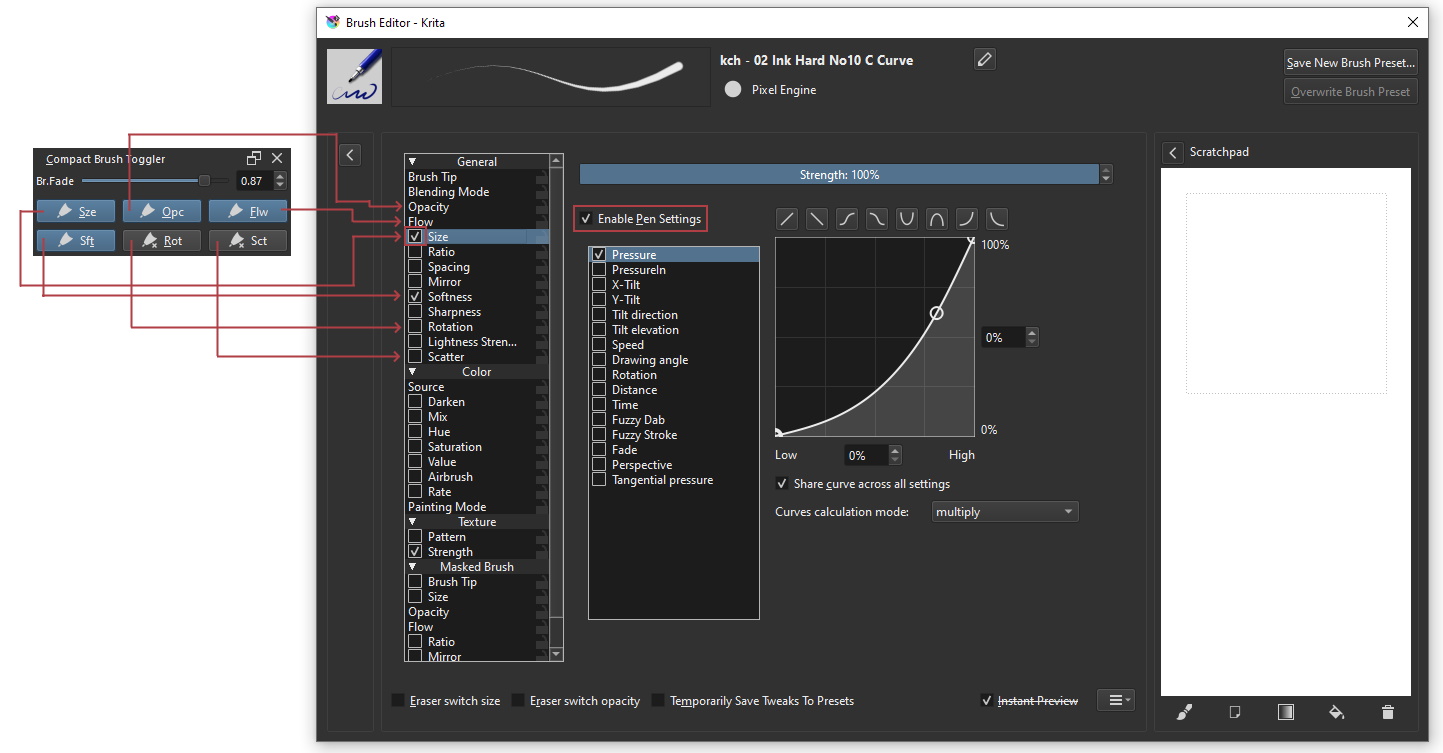 Brush Editor - Krita
kch - 02 Ink Hard No10 C Curve
Pixel Engine
Save New Brush Preset...
Overwrite Brush Preset
Compact Brush Toggler
Br.Fade
0.87
Sze
Opc
Flw
Sft
Rot
Sct
General
Brush Tip
Blending Mode
Opacity
Flow
Size
Ratio
Spacing
Mirror
Softness
Sharpness
Rotation
Lightness Stren...
Scatter
Color
Source
Darken
Mix
Hue
Saturation
Value
Airbrush
Rate
Painting Mode
Texture
Pattern
Strength
Masked Brush
Brush Tip
Size
Opacity
Flow
Ratio
Mirror
Strength: 100%
Enable Pen Settings
Pressure
PressureIn
X-Tilt
Y-Tilt
Tilt direction
Tilt elevation
Speed
Drawing angle
Rotation
Distance
Time
Fuzzy Dab
Fuzzy Stroke
Fade
Perspective
Tangential pressure
100%
0%
0%
Low
0%
High
Share curve across all settings
Curves calculation mode:
multiply
Scratchpad
Eraser switch size
Eraser switch opacity
Temporarily Save Tweaks To Presets
Instant Preview